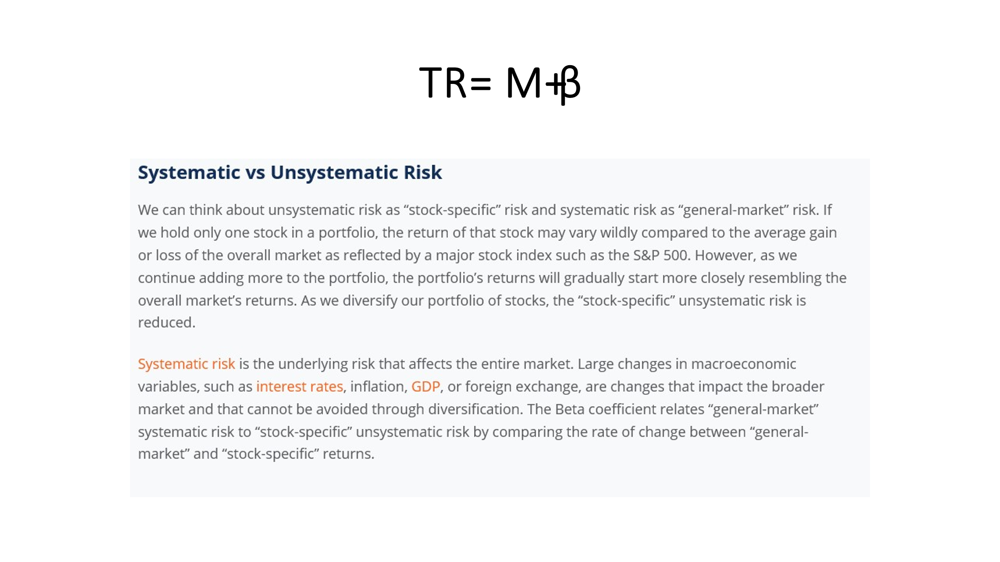 TR= M+β
Systematic vs Unsystematic Risk
We can think about unsystematic risk as “stock-specific” risk and systematic risk as “general-market” risk. If
we hold only one stock in a portfolio, the return of that stock may vary wildly compared to the average gain
or loss of the overall market as reflected by a major stock index such as the S&P 500. However, as we
continue adding more to the portfolio, the portfolio’s returns will gradually start more closely resembling the
overall market’s returns. As we diversify our portfolio of stocks, the “stock-specific” unsystematic risk is
reduced.
Systematic risk is the underlying risk that affects the entire market. Large changes in macroeconomic
variables, such as interest rates, inflation, GDP, or foreign exchange, are changes that impact the broader
market and that cannot be avoided through diversification. The Beta coefficient relates “general-market”
systematic risk to “stock-specific” unsystematic risk by comparing the rate of change between “general-
market” and “stock-specific” returns.